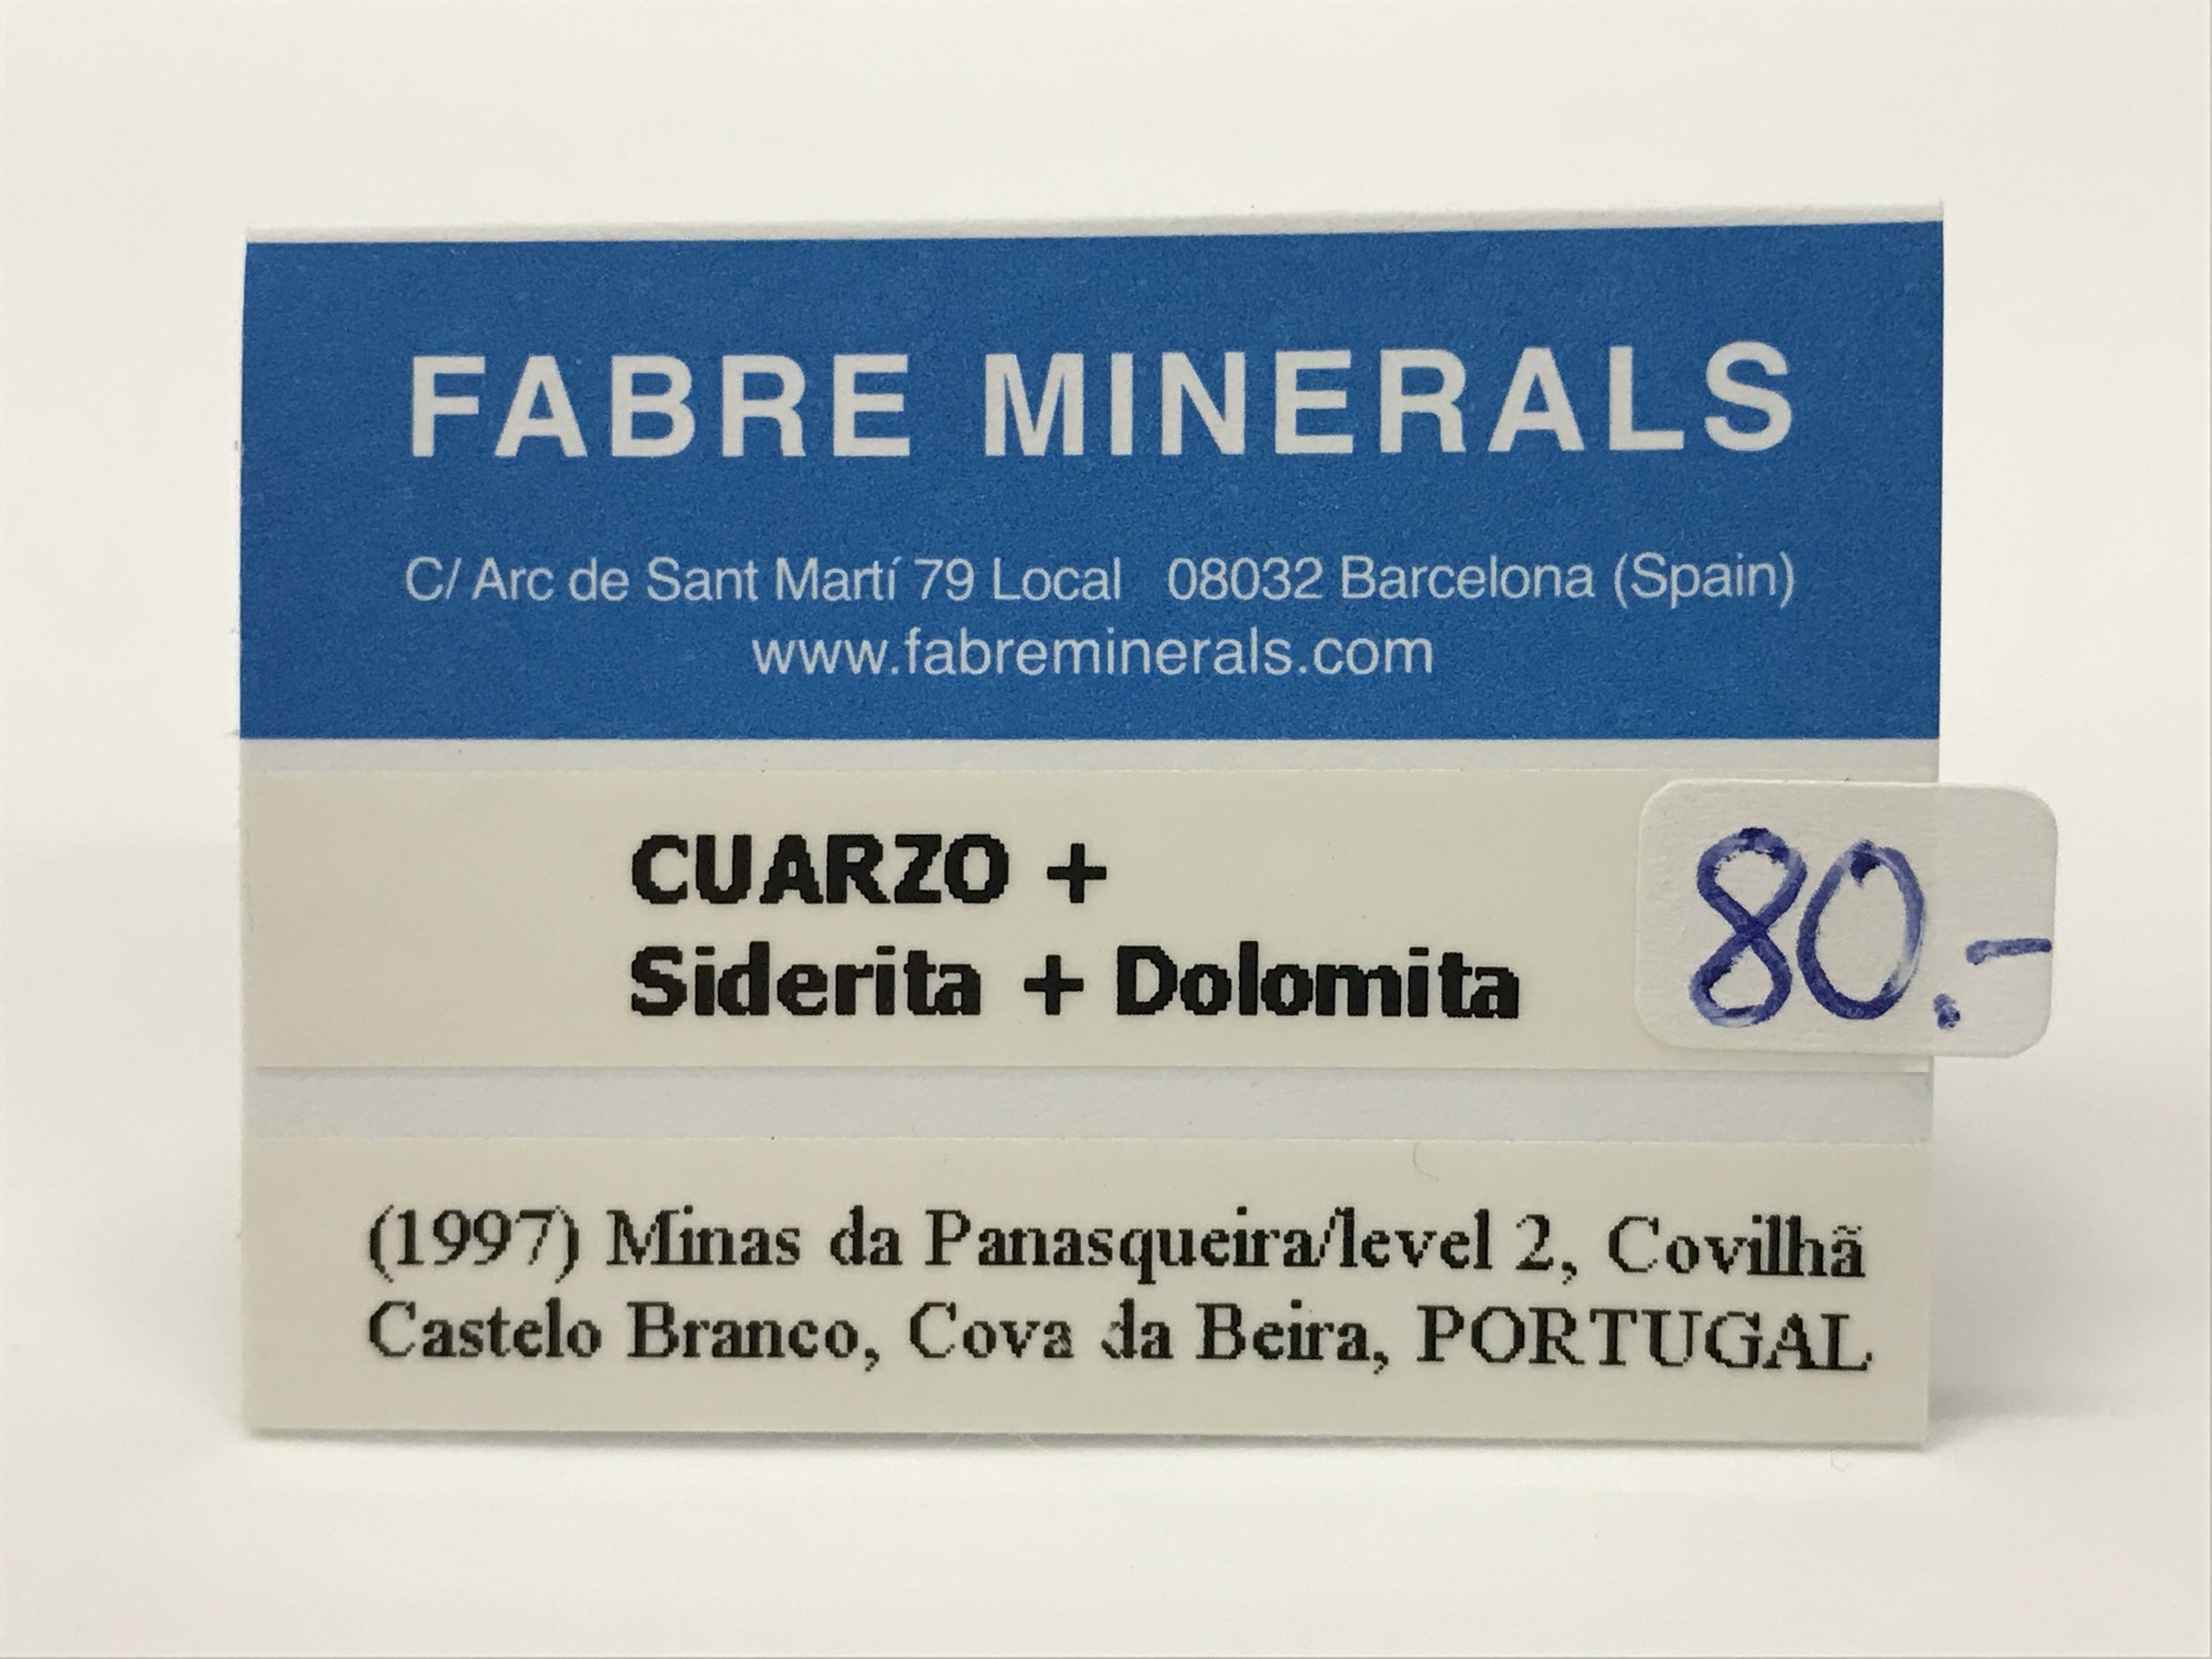 FABRE MINERALS
C/ Arc de Sant Martí 79 Local 08032 Barcelona (Spain)
www.fabreminerals.com
CUARZO +
Siderita + Dolomita
80.-
(1997) Minas da Panasqueira/level 2, Covilhã
Castelo Branco, Cova da Beira, PORTUGAL